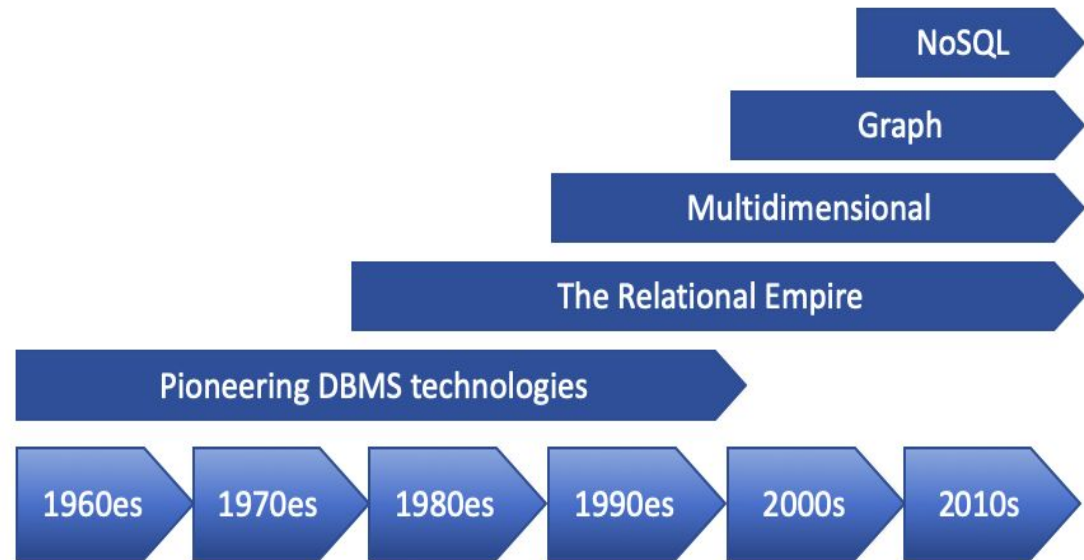 NoSQL
Graph
Multidimensional
The Relational Empire
Pioneering DBMS technologies
1960es 1970es 1980es 1990es 2000s 2010s